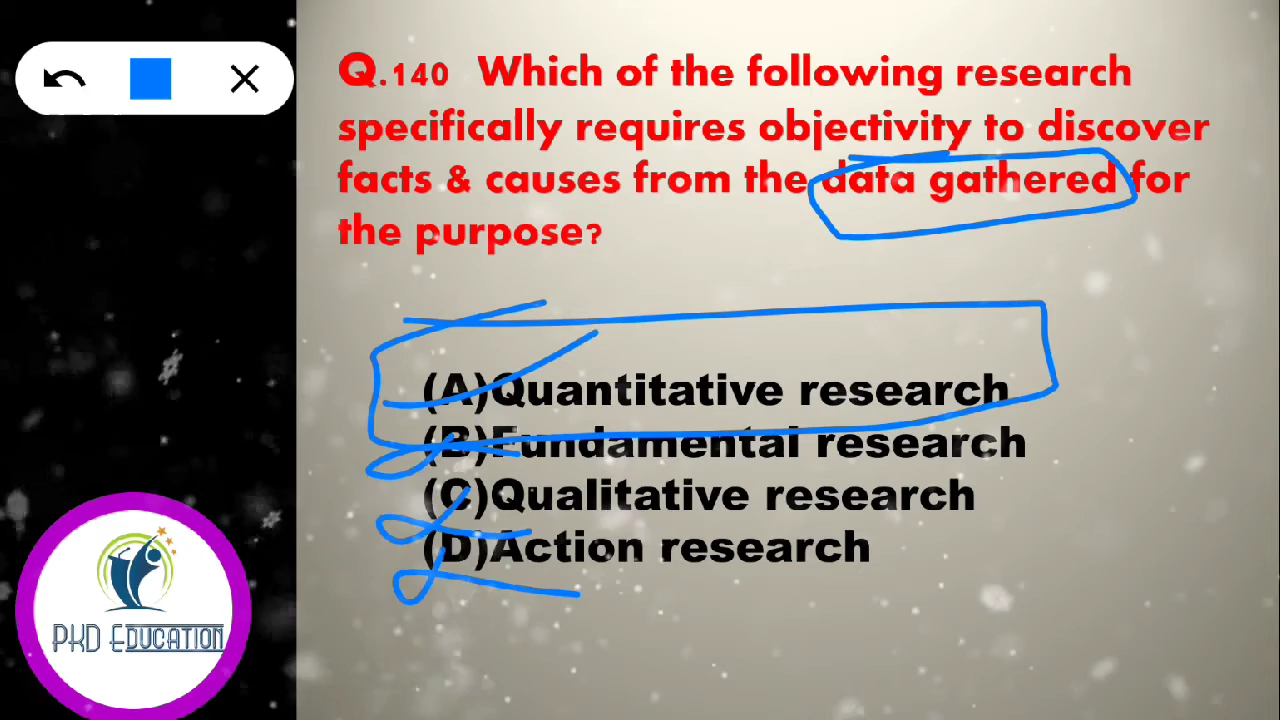 Q.140 Which of the following research
specifically requires objectivity to discover
facts & causes from the data gathered for
the purpose?
(A)Quantitative research
(B)Fundamental research
(C)Qualitative research
(D)Action research
PKD EDUCATION